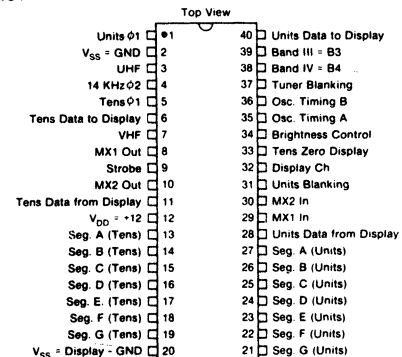 Top View
Units ϕ1 1 40 Units Data to Display
VSS = GND 2 39 Band III = B3
UHF 3 38 Band IV = B4
14 KHz ϕ2 4 37 Tuner Blanking
Tens ϕ1 5 36 Osc. Timing B
Tens Data to Display 6 35 Osc. Timing A
VHF 7 34 Brightness Control
MX1 Out 8 33 Tens Zero Display
Strobe 9 32 Display Ch
MX2 Out 10 31 Units Blanking
Tens Data from Display 11 30 MX2 In
VDD = +12 12 29 MX1 In
Seg. A (Tens) 13 28 Units Data from Display
Seg. B (Tens) 14 27 Seg. A (Units)
Seg. C (Tens) 15 26 Seg. B (Units)
Seg. D (Tens) 16 25 Seg. C (Units)
Seg. E. (Tens) 17 24 Seg. D (Units)
Seg. F (Tens) 18 23 Seg. E (Units)
Seg. G (Tens) 19 22 Seg. F (Units)
VSS = Display - GND 20 21 Seg. G (Units)